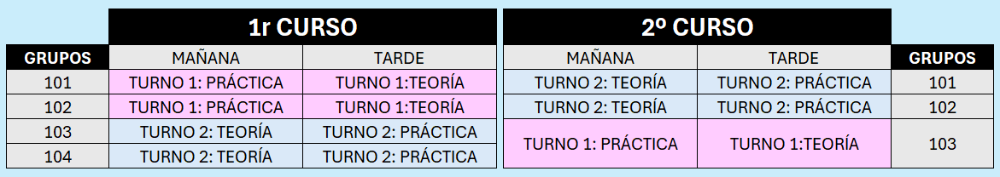 1r CURSO 2º CURSO
GRUPOS MAÑANA TARDE MAÑANA TARDE GRUPOS
101 TURNO 1: PRÁCTICA TURNO 1:TEORÍA TURNO 2: TEORÍA TURNO 2: PRÁCTICA 101
102 TURNO 1: PRÁCTICA TURNO 1:TEORÍA TURNO 2: TEORÍA TURNO 2: PRÁCTICA 102
103 TURNO 2: TEORÍA TURNO 2: PRÁCTICA TURNO 1: PRÁCTICA TURNO 1:TEORÍA 103
104 TURNO 2: TEORÍA TURNO 2: PRÁCTICA